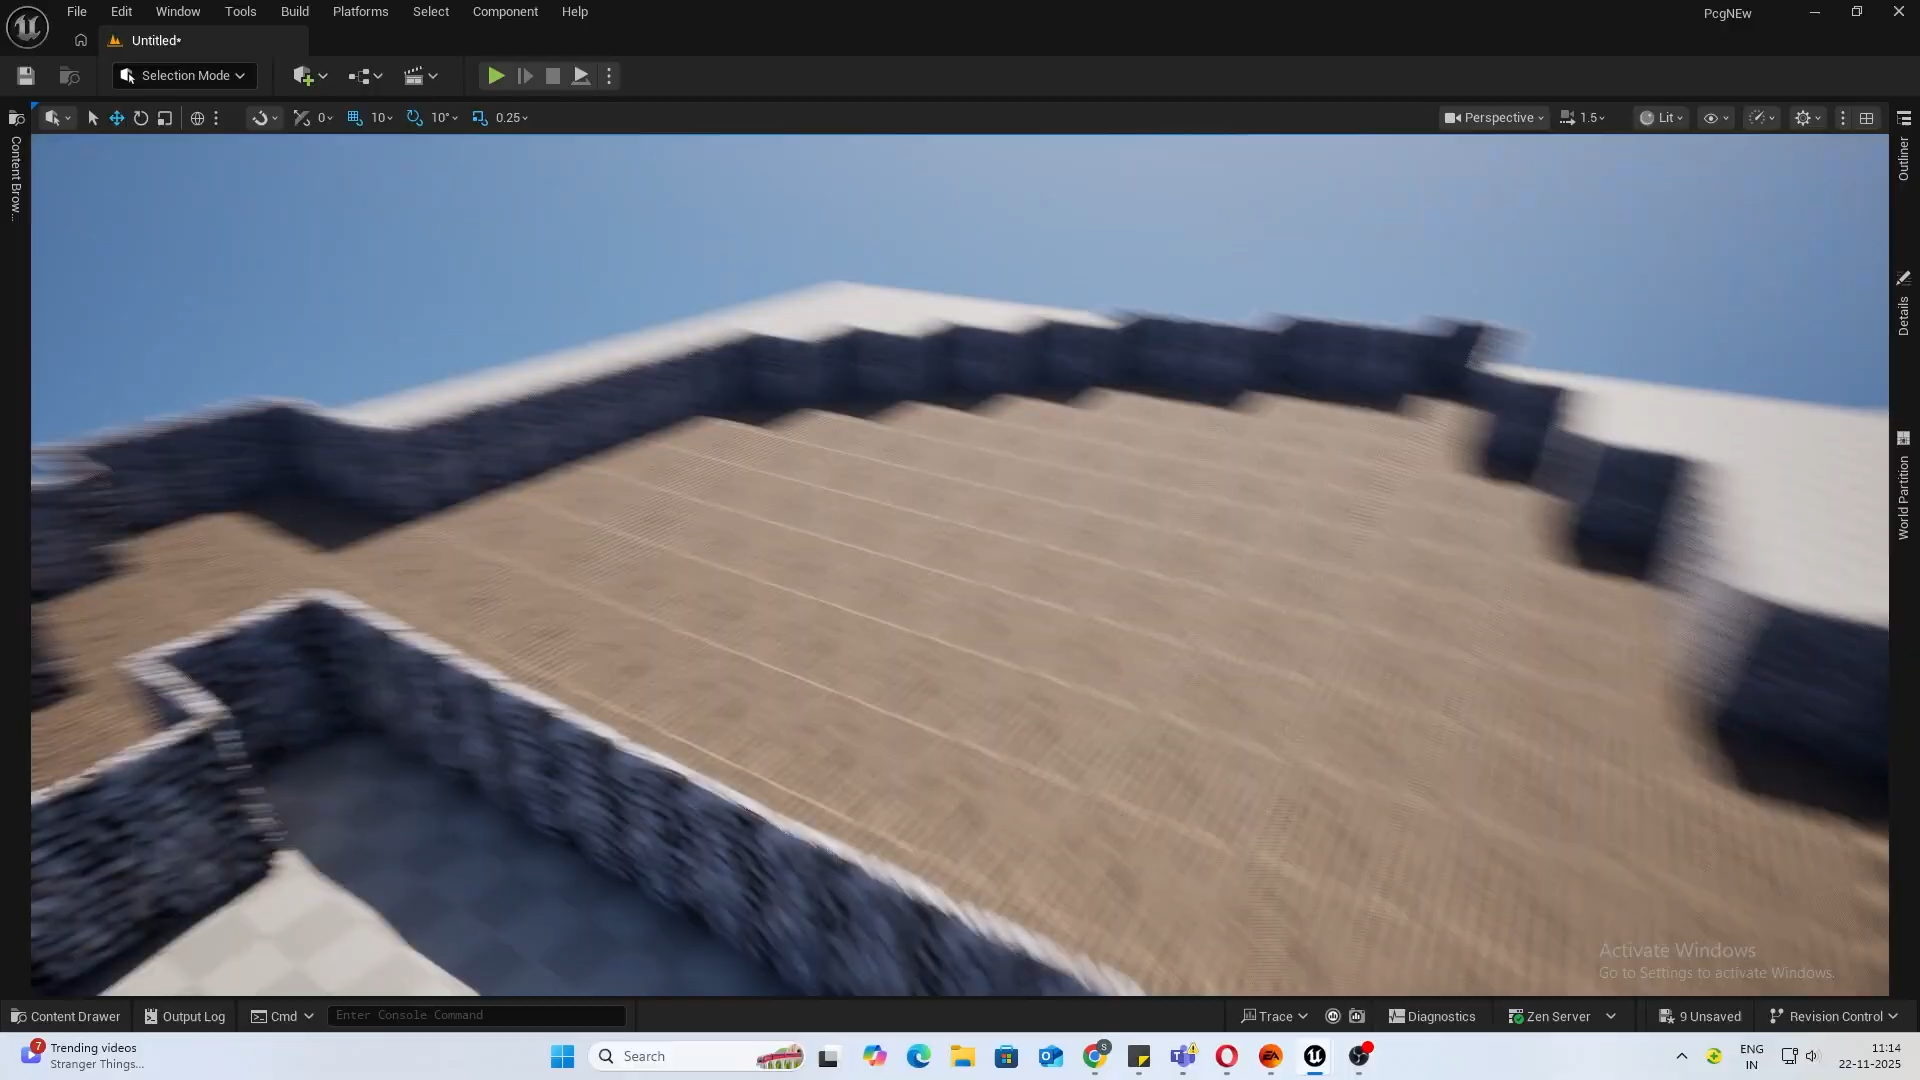 File Edit Window Tools Build Platforms Select Component Help
PcgNEw
Untitled*
Selection Mode
0 10 10° 0.25
Perspective 1.5 Lit
Content Brow...
Outliner
Details
World Partition
Activate Windows
Go to Settings to activate Windows.
Content Drawer Output Log Cmd Enter Console Command
Trace Diagnostics Zen Server 9 Unsaved Revision Control
7
Trending videos
Stranger Things...
Search
S
EA
ENG
IN
11:14
22-11-2025